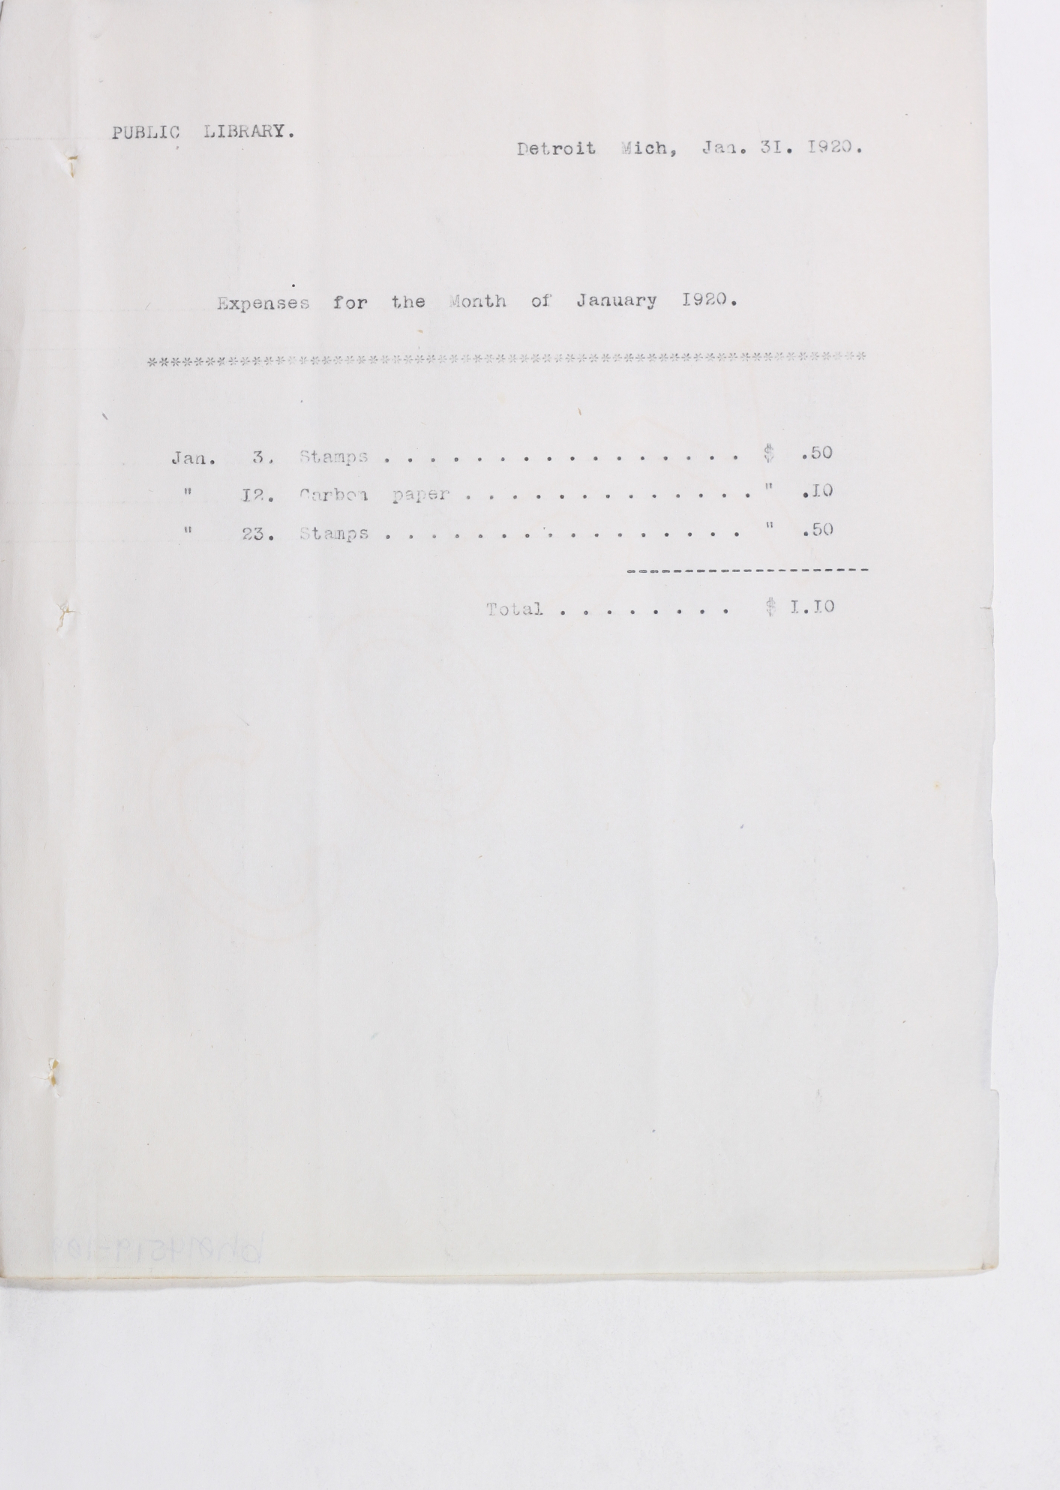 PUBLIC LIBRARY.
Detroit Mich, Jan. 31. 1920.
Expenses for the Month of January 1920.
**************************************************************
Jan. 3. Stamps . . . . . . . . . . . . . . . . $ .50
" 12. Carbon paper . . . . . . . . . . . . . " .10
" 23. Stamps . . . . . . . . . . . . . . . . " .50
---------------------
Total . . . . . . . . $ 1.10